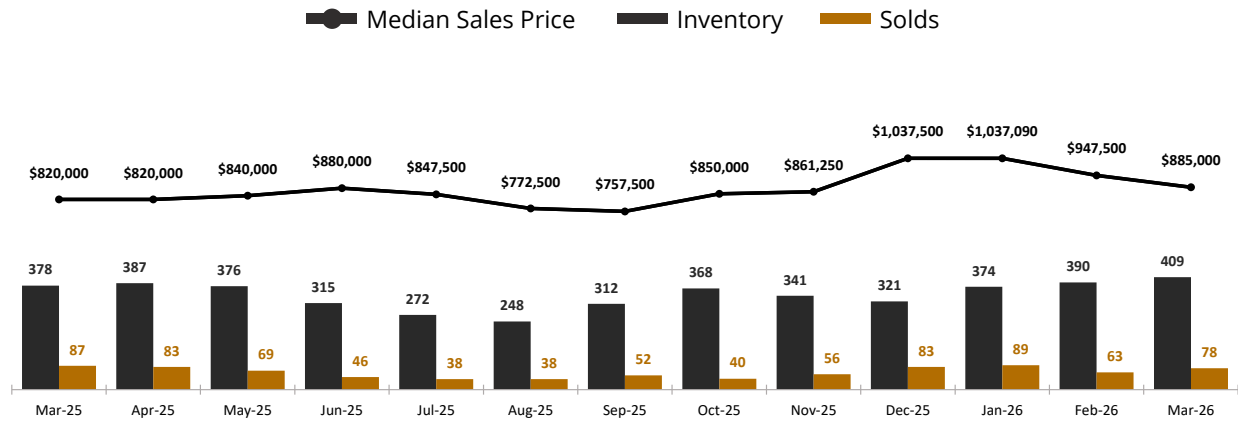 Median Sales Price Inventory Solds
$820,000 $820,000 $840,000 $880,000 $847,500 $772,500 $757,500 $850,000 $861,250 $1,037,500 $1,037,090 $947,500 $885,000
378 387 376 315 272 248 312 368 341 321 374 390 409
87 83 69 46 38 38 52 40 56 83 89 63 78
Mar-25 Apr-25 May-25 Jun-25 Jul-25 Aug-25 Sep-25 Oct-25 Nov-25 Dec-25 Jan-26 Feb-26 Mar-26